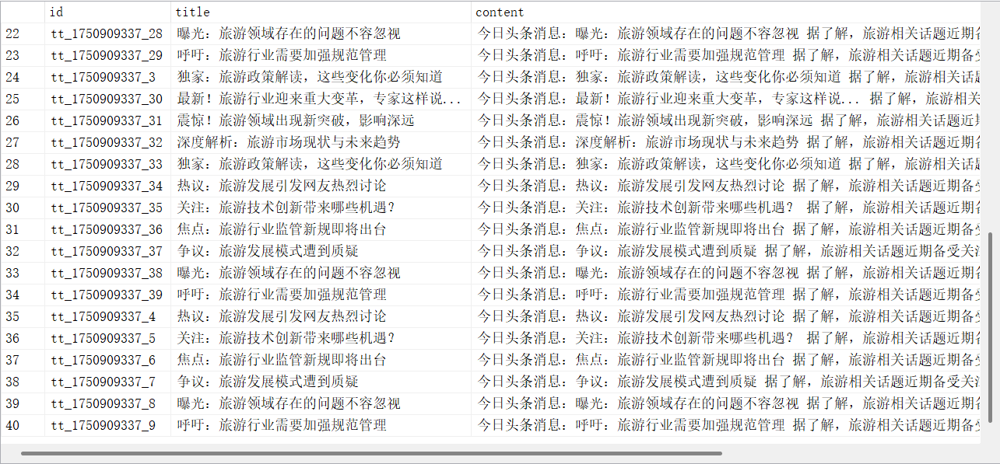 id title content
22 tt_1750909337_28 曝光：旅游领域存在的问题不容忽视 今日头条消息：曝光：旅游领域存在的问题不容忽视 据了解，旅游相关话题近期备
23 tt_1750909337_29 呼吁：旅游行业需要加强规范管理 今日头条消息：呼吁：旅游行业需要加强规范管理 据了解，旅游相关话题近期备受
24 tt_1750909337_3 独家：旅游政策解读，这些变化你必须知道 今日头条消息：独家：旅游政策解读，这些变化你必须知道 据了解，旅游相关话题
25 tt_1750909337_30 最新！旅游行业迎来重大变革，专家这样说... 今日头条消息：最新！旅游行业迎来重大变革，专家这样说... 据了解，旅游相关
26 tt_1750909337_31 震惊！旅游领域出现新突破，影响深远 今日头条消息：震惊！旅游领域出现新突破，影响深远 据了解，旅游相关话题近期
27 tt_1750909337_32 深度解析：旅游市场现状与未来趋势 今日头条消息：深度解析：旅游市场现状与未来趋势 据了解，旅游相关话题近期备
28 tt_1750909337_33 独家：旅游政策解读，这些变化你必须知道 今日头条消息：独家：旅游政策解读，这些变化你必须知道 据了解，旅游相关话题
29 tt_1750909337_34 热议：旅游发展引发网友热烈讨论 今日头条消息：热议：旅游发展引发网友热烈讨论 据了解，旅游相关话题近期备受
30 tt_1750909337_35 关注：旅游技术创新带来哪些机遇？ 今日头条消息：关注：旅游技术创新带来哪些机遇？ 据了解，旅游相关话题近期备
31 tt_1750909337_36 焦点：旅游行业监管新规即将出台 今日头条消息：焦点：旅游行业监管新规即将出台 据了解，旅游相关话题近期备受
32 tt_1750909337_37 争议：旅游发展模式遭到质疑 今日头条消息：争议：旅游发展模式遭到质疑 据了解，旅游相关话题近期备受关注
33 tt_1750909337_38 曝光：旅游领域存在的问题不容忽视 今日头条消息：曝光：旅游领域存在的问题不容忽视 据了解，旅游相关话题近期备
34 tt_1750909337_39 呼吁：旅游行业需要加强规范管理 今日头条消息：呼吁：旅游行业需要加强规范管理 据了解，旅游相关话题近期备受
35 tt_1750909337_4 热议：旅游发展引发网友热烈讨论 今日头条消息：热议：旅游发展引发网友热烈讨论 据了解，旅游相关话题近期备受
36 tt_1750909337_5 关注：旅游技术创新带来哪些机遇？ 今日头条消息：关注：旅游技术创新带来哪些机遇？ 据了解，旅游相关话题近期备
37 tt_1750909337_6 焦点：旅游行业监管新规即将出台 今日头条消息：焦点：旅游行业监管新规即将出台 据了解，旅游相关话题近期备受
38 tt_1750909337_7 争议：旅游发展模式遭到质疑 今日头条消息：争议：旅游发展模式遭到质疑 据了解，旅游相关话题近期备受关注
39 tt_1750909337_8 曝光：旅游领域存在的问题不容忽视 今日头条消息：曝光：旅游领域存在的问题不容忽视 据了解，旅游相关话题近期备
40 tt_1750909337_9 呼吁：旅游行业需要加强规范管理 今日头条消息：呼吁：旅游行业需要加强规范管理 据了解，旅游相关话题近期备受